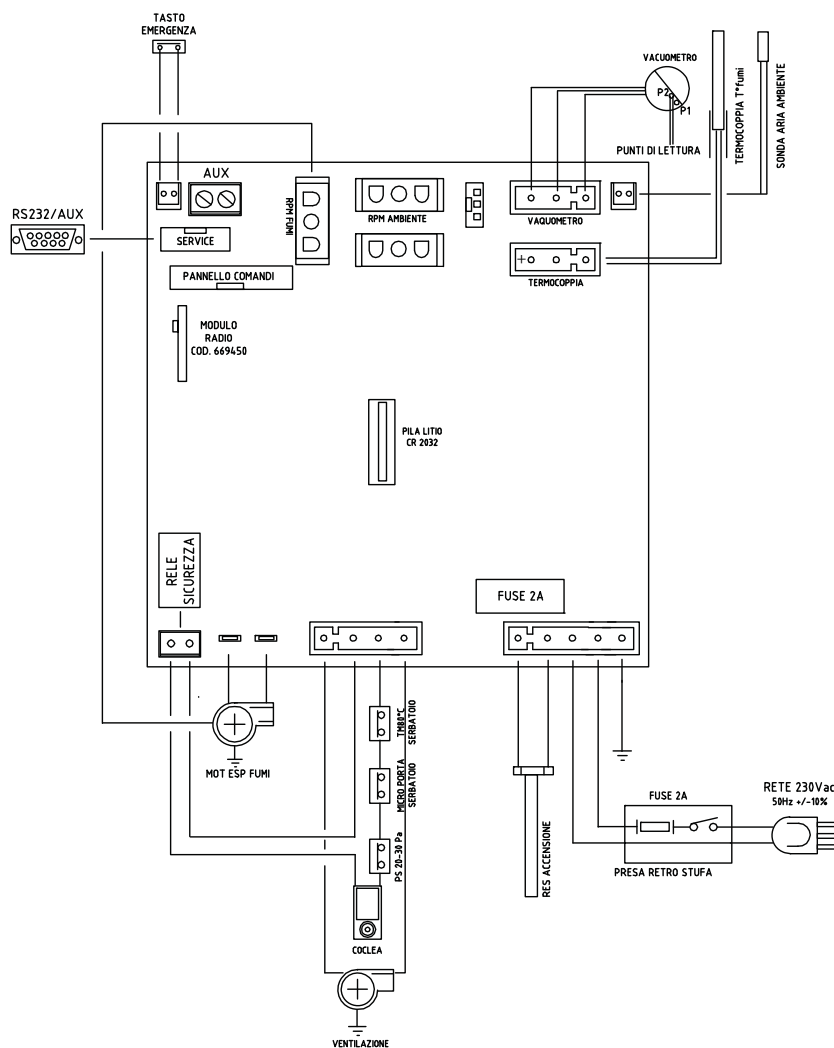 TASTO
EMERGENZA
VACUOMETRO
P2
P1
PUNTI DI LETTURA
TERMOCOPPIA T°fumi
SONDA ARIA AMBIENTE
AUX
RS232/AUX
SERVICE
RPM FUMI
RPM AMBIENTE
VAQUOMETRO
PANNELLO COMANDI
+
TERMOCOPPIA
MODULO
RADIO
COD. 669450
PILA LITIO
CR 2032
RELE
SICUREZZA
FUSE 2A
TM80°C
SERBATOIO
MOT ESP FUMI
MICRO PORTA
SERBATOIO
PS 20-30 Pa
RES ACCENSIONE
FUSE 2A
RETE 230Vac
50Hz +/-10%
PRESA RETRO STUFA
COCLEA
VENTILAZIONE